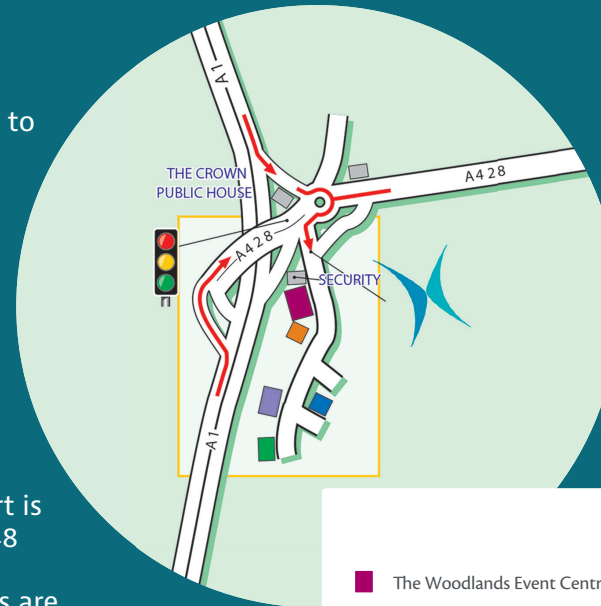 to
A1
THE CROWN
PUBLIC HOUSE
A428
A428
SECURITY
A1
rt is
8
s are
The Woodlands Event Centr